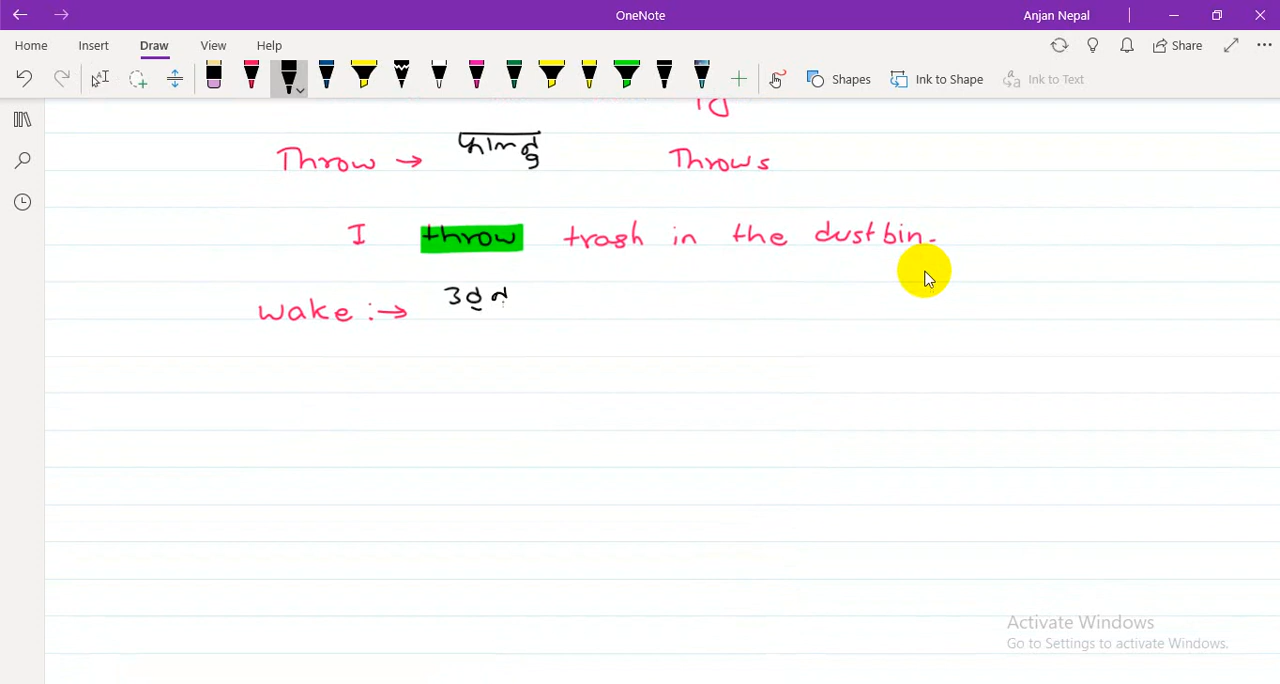 OneNote
Anjan Nepal
Home Insert Draw View Help
Share
Shapes Ink to Shape Ink to Text
Throw → Throws
I throw trash in the dustbin.
wake :→
Activate Windows
Go to Settings to activate Windows.